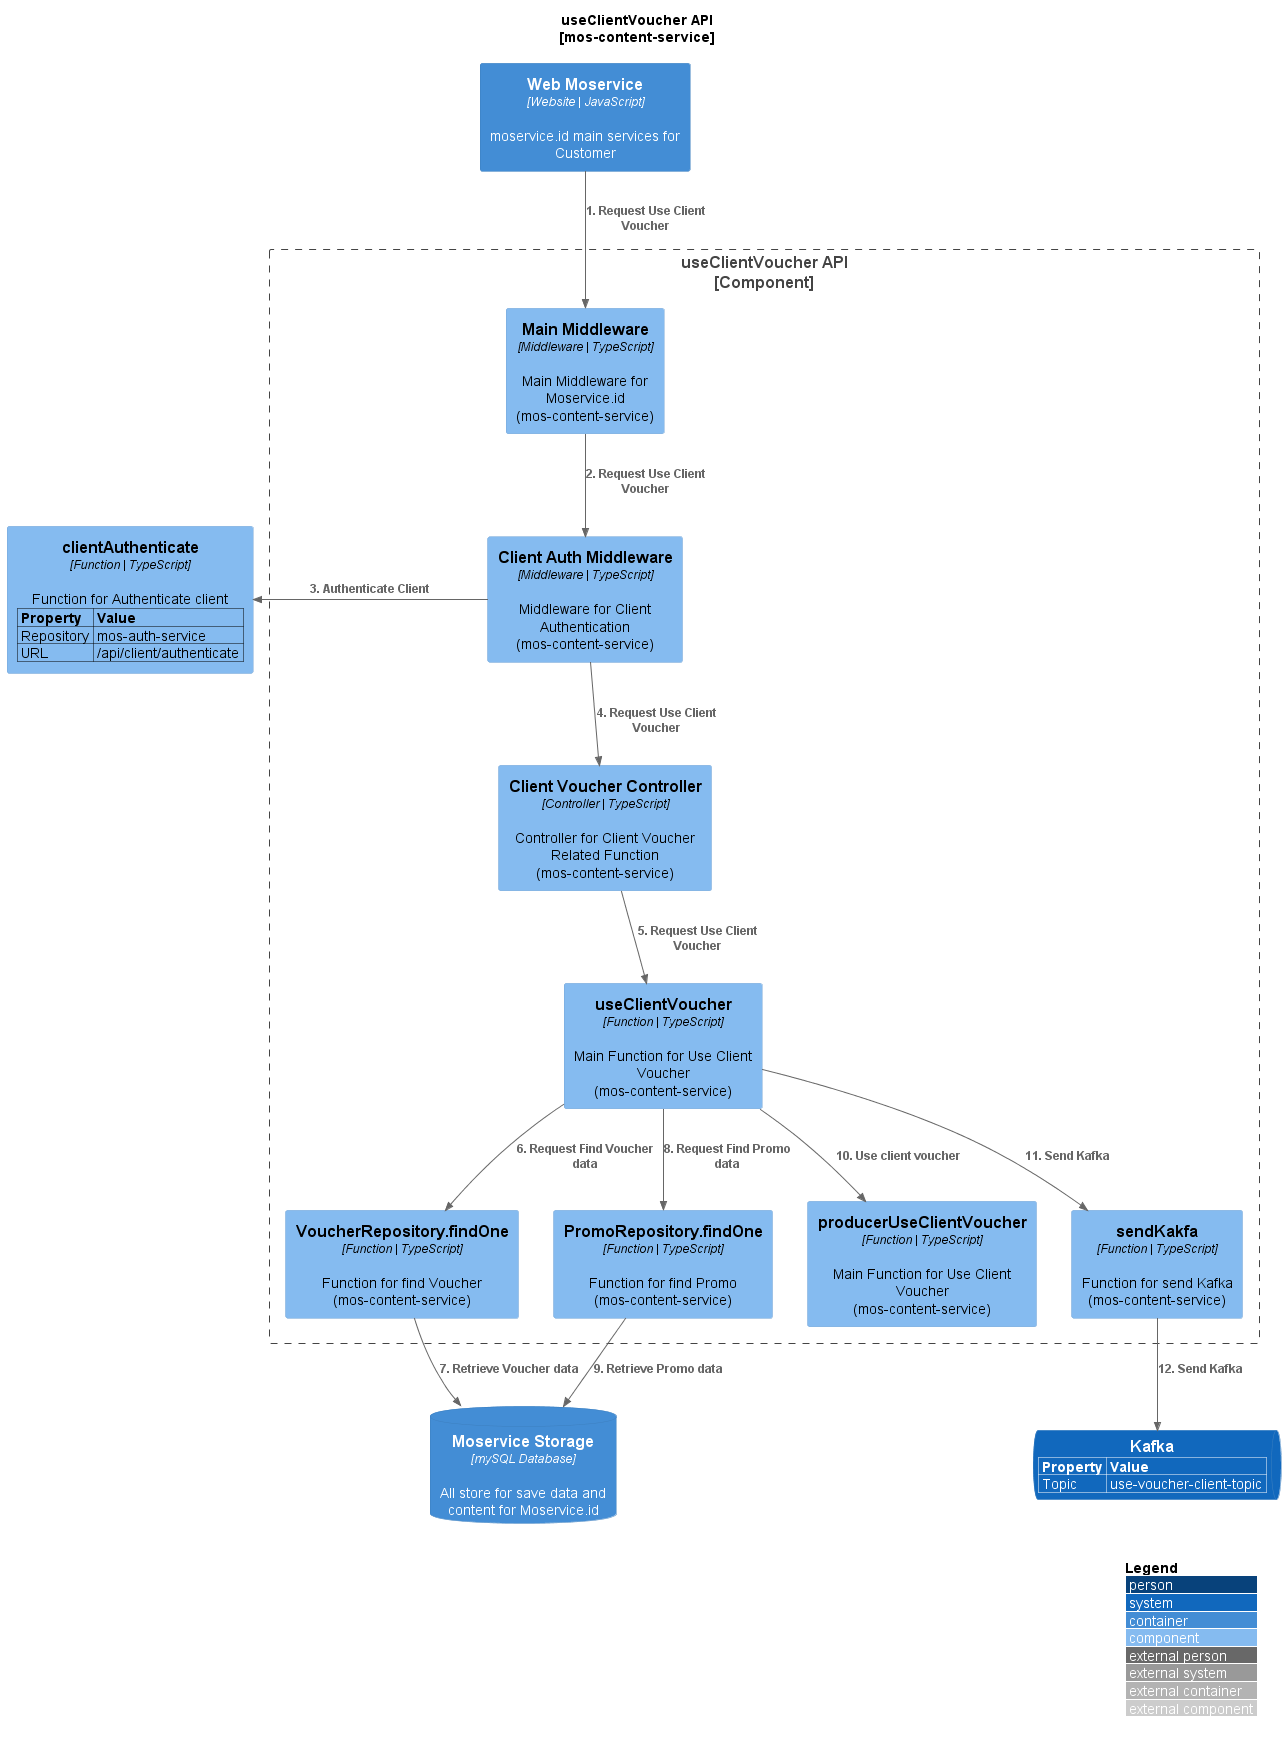 useClientVoucher API
[mos-content-service]
Web Moservice
[Website | JavaScript]
moservice.id main services for
Customer
1. Request Use Client
Voucher
useClientVoucher API
[Component]
Main Middleware
[Middleware | TypeScript]
Main Middleware for
Moservice.id
(mos-content-service)
2. Request Use Client
Voucher
clientAuthenticate
[Function | TypeScript]
Function for Authenticate client
Property Value
Repository mos-auth-service
URL /api/client/authenticate
3. Authenticate Client
Client Auth Middleware
[Middleware | TypeScript]
Middleware for Client
Authentication
(mos-content-service)
4. Request Use Client
Voucher
Client Voucher Controller
[Controller | TypeScript]
Controller for Client Voucher
Related Function
(mos-content-service)
5. Request Use Client
Voucher
useClientVoucher
[Function | TypeScript]
Main Function for Use Client
Voucher
(mos-content-service)
6. Request Find Voucher
data
8. Request Find Promo
data
10. Use client voucher
11. Send Kafka
VoucherRepository.findOne
[Function | TypeScript]
Function for find Voucher
(mos-content-service)
PromoRepository.findOne
[Function | TypeScript]
Function for find Promo
(mos-content-service)
producerUseClientVoucher
[Function | TypeScript]
Main Function for Use Client
Voucher
(mos-content-service)
sendKakfa
[Function | TypeScript]
Function for send Kafka
(mos-content-service)
7. Retrieve Voucher data
9. Retrieve Promo data
12. Send Kafka
Moservice Storage
[mySQL Database]
All store for save data and
content for Moservice.id
Kafka
Property Value
Topic use-voucher-client-topic
Legend
person
system
container
component
external person
external system
external container
external component